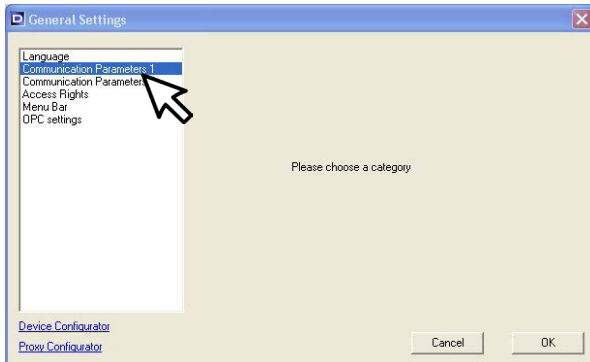 General Settings
Language
Communication Parameters 1
Communication Parameters
Access Rights
Menu Bar
OPC settings
Please choose a category
Device Configurator
Proxy Configurator
Cancel
OK